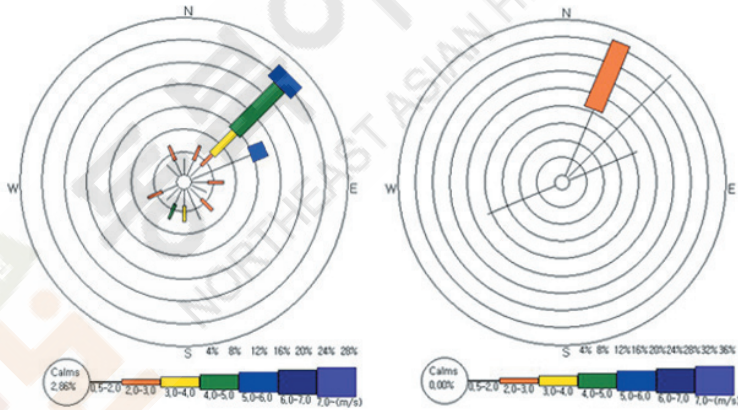 N
N
W
E
W
E
S
S
4% 8% 12% 16% 20% 24% 28%
4% 8% 12% 16% 20% 24% 28% 32% 36%
Calms
2,86%
0,5-2,0 2,0-3,0 3,0-4,0 4,0-5,0 5,0-6,0 6,0-7,0 7,0~(m/s)
Calms
0,00%
0,5-2,0 2,0-3,0 3,0-4,0 4,0-5,0 5,0-6,0 6,0-7,0 7,0~(m/s)
NORTHEAST ASIAN